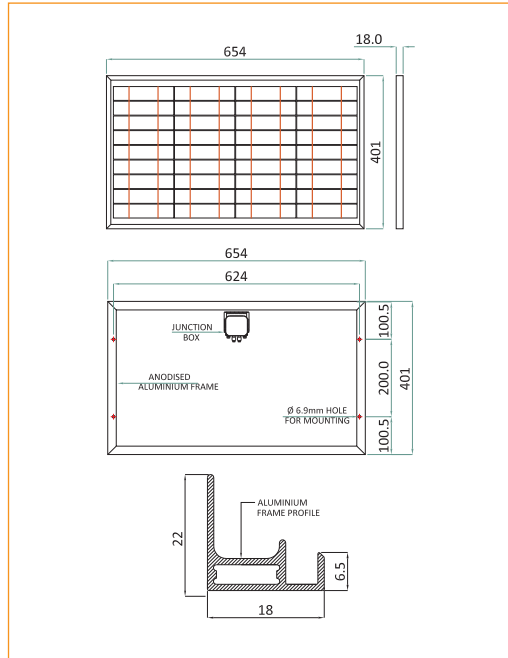 654
18.0
401
654
624
JUNCTION
BOX
100.5
ANODISED
ALUMINIUM FRAME
200.0
401
Ø 6.9mm HOLE
FOR MOUNTING
100.5
ALUMINIUM
FRAME PROFILE
22
6.5
18